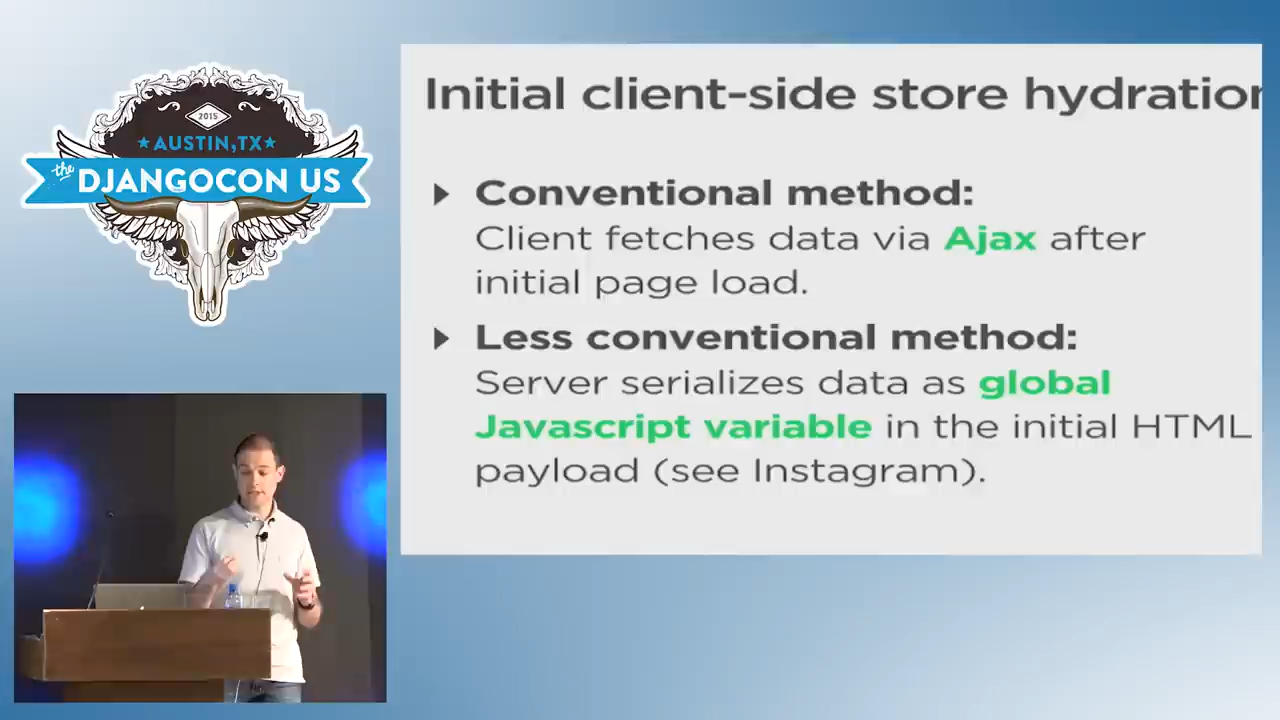 2015
★AUSTIN,TX★
the DJANGOCON US
Initial client-side store hydration
Conventional method:
Client fetches data via Ajax after
initial page load.
Less conventional method:
Server serializes data as global
Javascript variable in the initial HTML
payload (see Instagram).